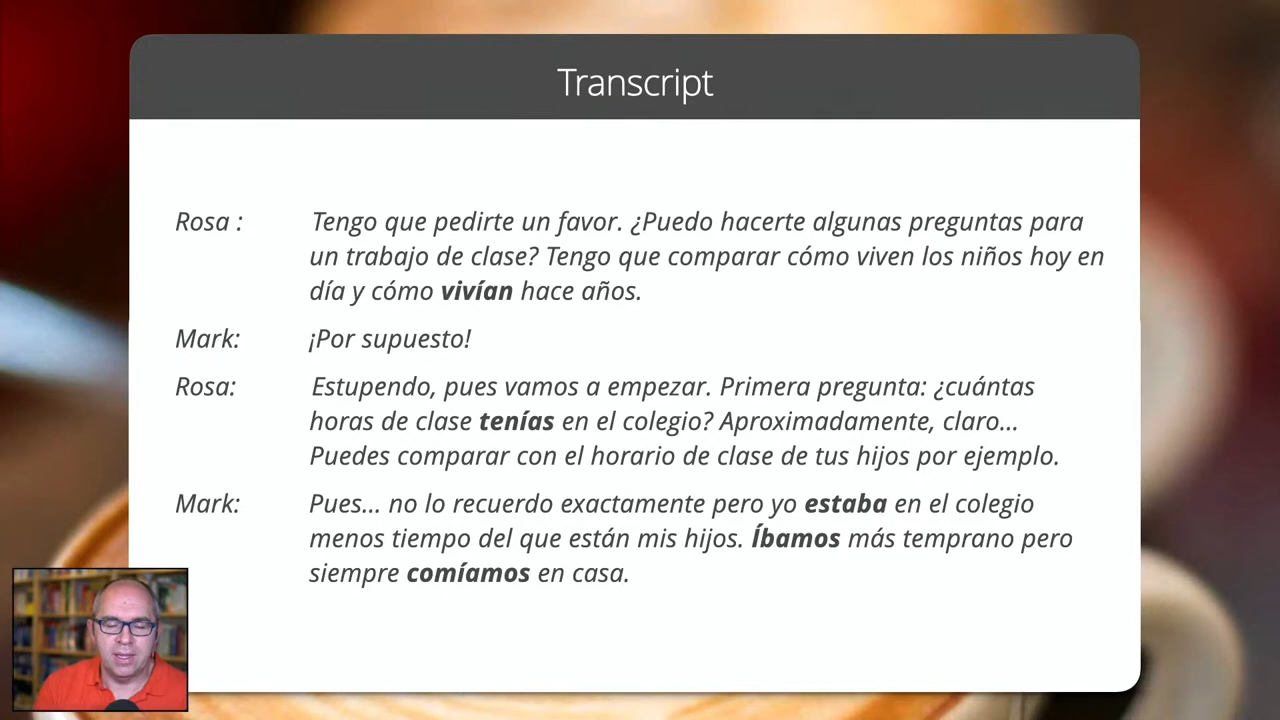 Transcript
Rosa : Tengo que pedirte un favor. ¿Puedo hacerte algunas preguntas para
un trabajo de clase? Tengo que comparar cómo viven los niños hoy en
día y cómo vivían hace años.
Mark: ¡Por supuesto!
Rosa: Estupendo, pues vamos a empezar. Primera pregunta: ¿cuántas
horas de clase tenías en el colegio? Aproximadamente, claro...
Puedes comparar con el horario de clase de tus hijos por ejemplo.
Mark: Pues... no lo recuerdo exactamente pero yo estaba en el colegio
menos tiempo del que están mis hijos. Íbamos más temprano pero
siempre comíamos en casa.